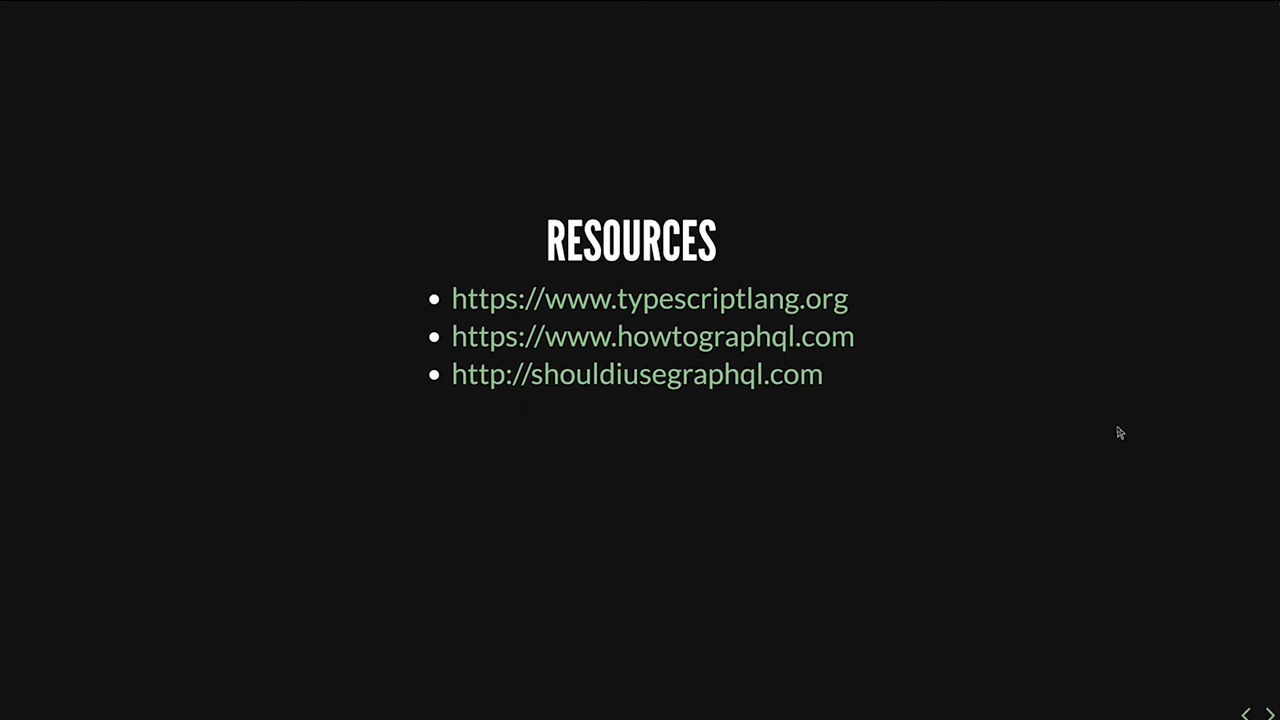 RESOURCES
https://www.typescriptlang.org
https://www.howtographql.com
http://shouldiusegraphql.com